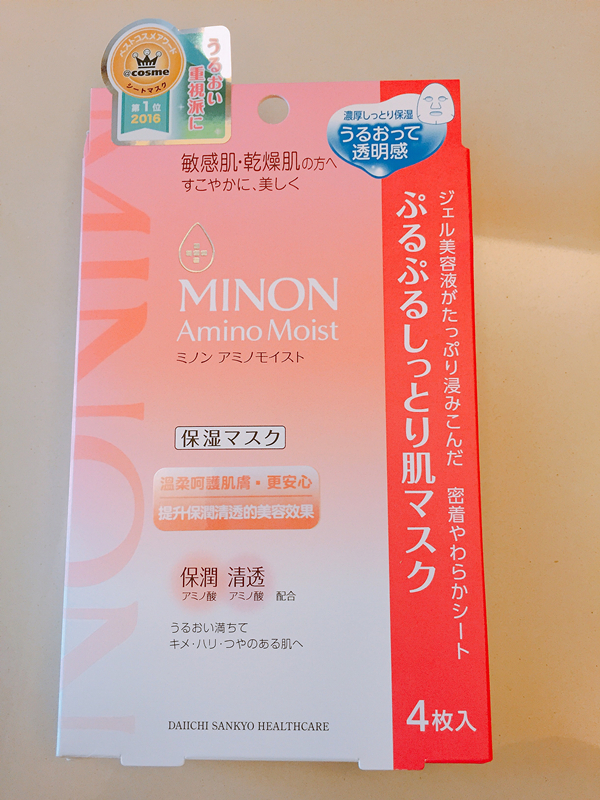 ベストコスメアワード
@cosme
シートマスク
第1位
2016
うるおい
重視派に
濃厚しっとり保湿
うるおって
透明感
敏感肌・乾燥肌の方へ
すこやかに、美しく
MINON
MINON
Amino Moist
ミノン アミノモイスト
保湿マスク
溫柔呵護肌膚・更安心
提升保潤清透的美容效果
保潤 清透
アミノ酸 アミノ酸 配合
うるおい満ちて
キメ・ハリ・つやのある肌へ
DAIICHI SANKYO HEALTHCARE
ジェル美容液がたっぷり浸みこんだ 密着やわらかシート
ぷるぷるしっとり肌マスク
4枚入